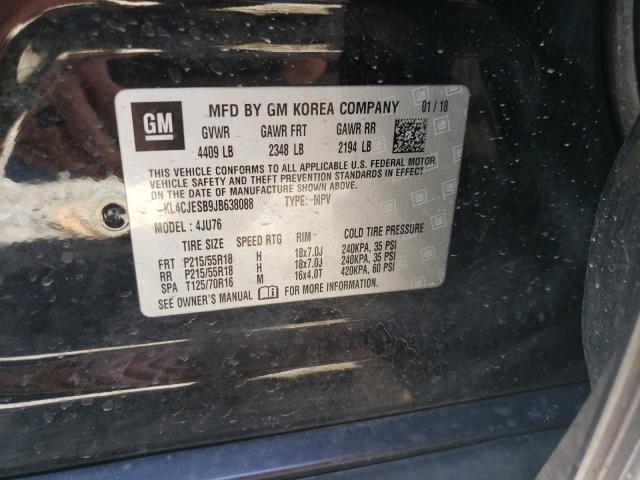 GM
MFD BY GM KOREA COMPANY 01 / 18
GVWR GAWR FRT GAWR RR
4409 LB 2348 LB 2194 LB
THIS VEHICLE CONFORMS TO ALL APPLICABLE U.S. FEDERAL MOTOR
VEHICLE SAFETY AND THEFT PREVENTION STANDARDS IN EFFECT
ON THE DATE OF MANUFACTURE SHOWN ABOVE.
KL4CJESB9JB638088 TYPE: MPV
MODEL : 4JU76
TIRE SIZE SPEED RTG RIM COLD TIRE PRESSURE
FRT P215/55R18 H 18x7.0J 240KPA, 35 PSI
RR P215/55R18 H 18x7.0J 240KPA, 35 PSI
SPA T125/70R16 M 16x4.0T 420KPA, 60 PSI
SEE OWNER'S MANUAL FOR MORE INFORMATION.